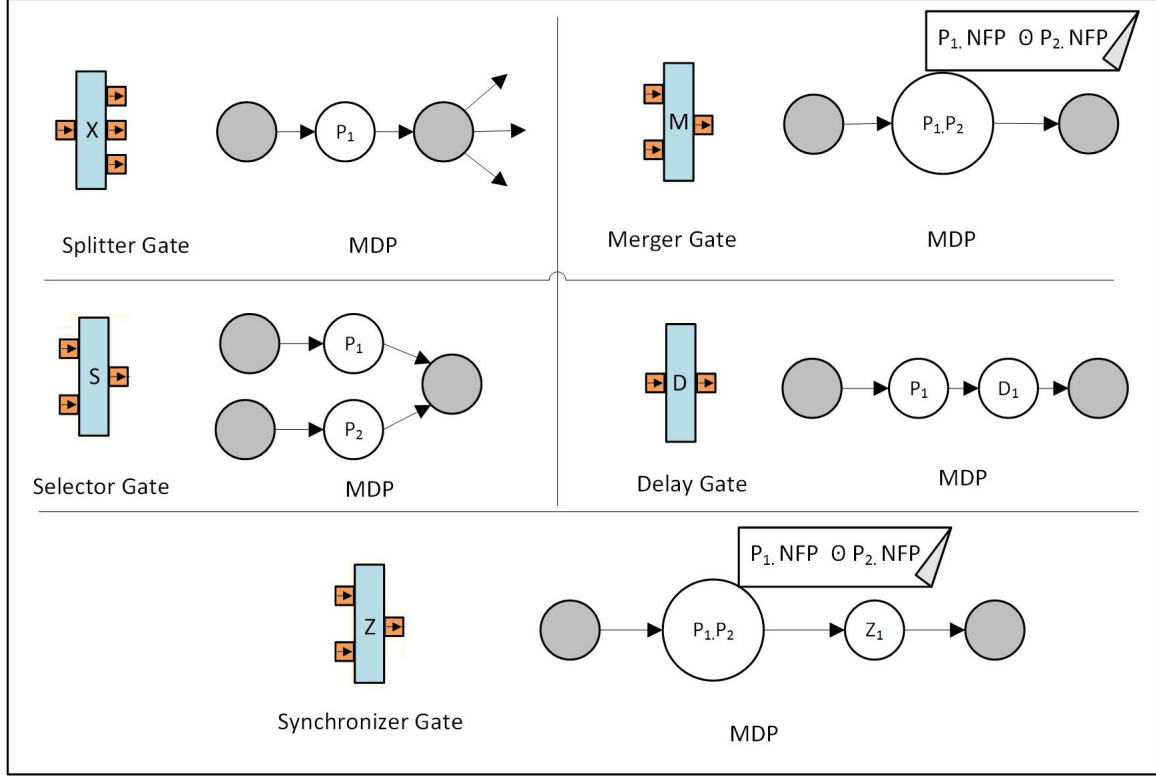 X
P₁
Splitter Gate
MDP
P₁. NFP ʘ P₂. NFP
M
P₁.P₂
Merger Gate
MDP
S
P₁
P₂
Selector Gate
MDP
D
P₁
D₁
Delay Gate
MDP
P₁. NFP ʘ P₂. NFP
Z
P₁.P₂
Z₁
Synchronizer Gate
MDP